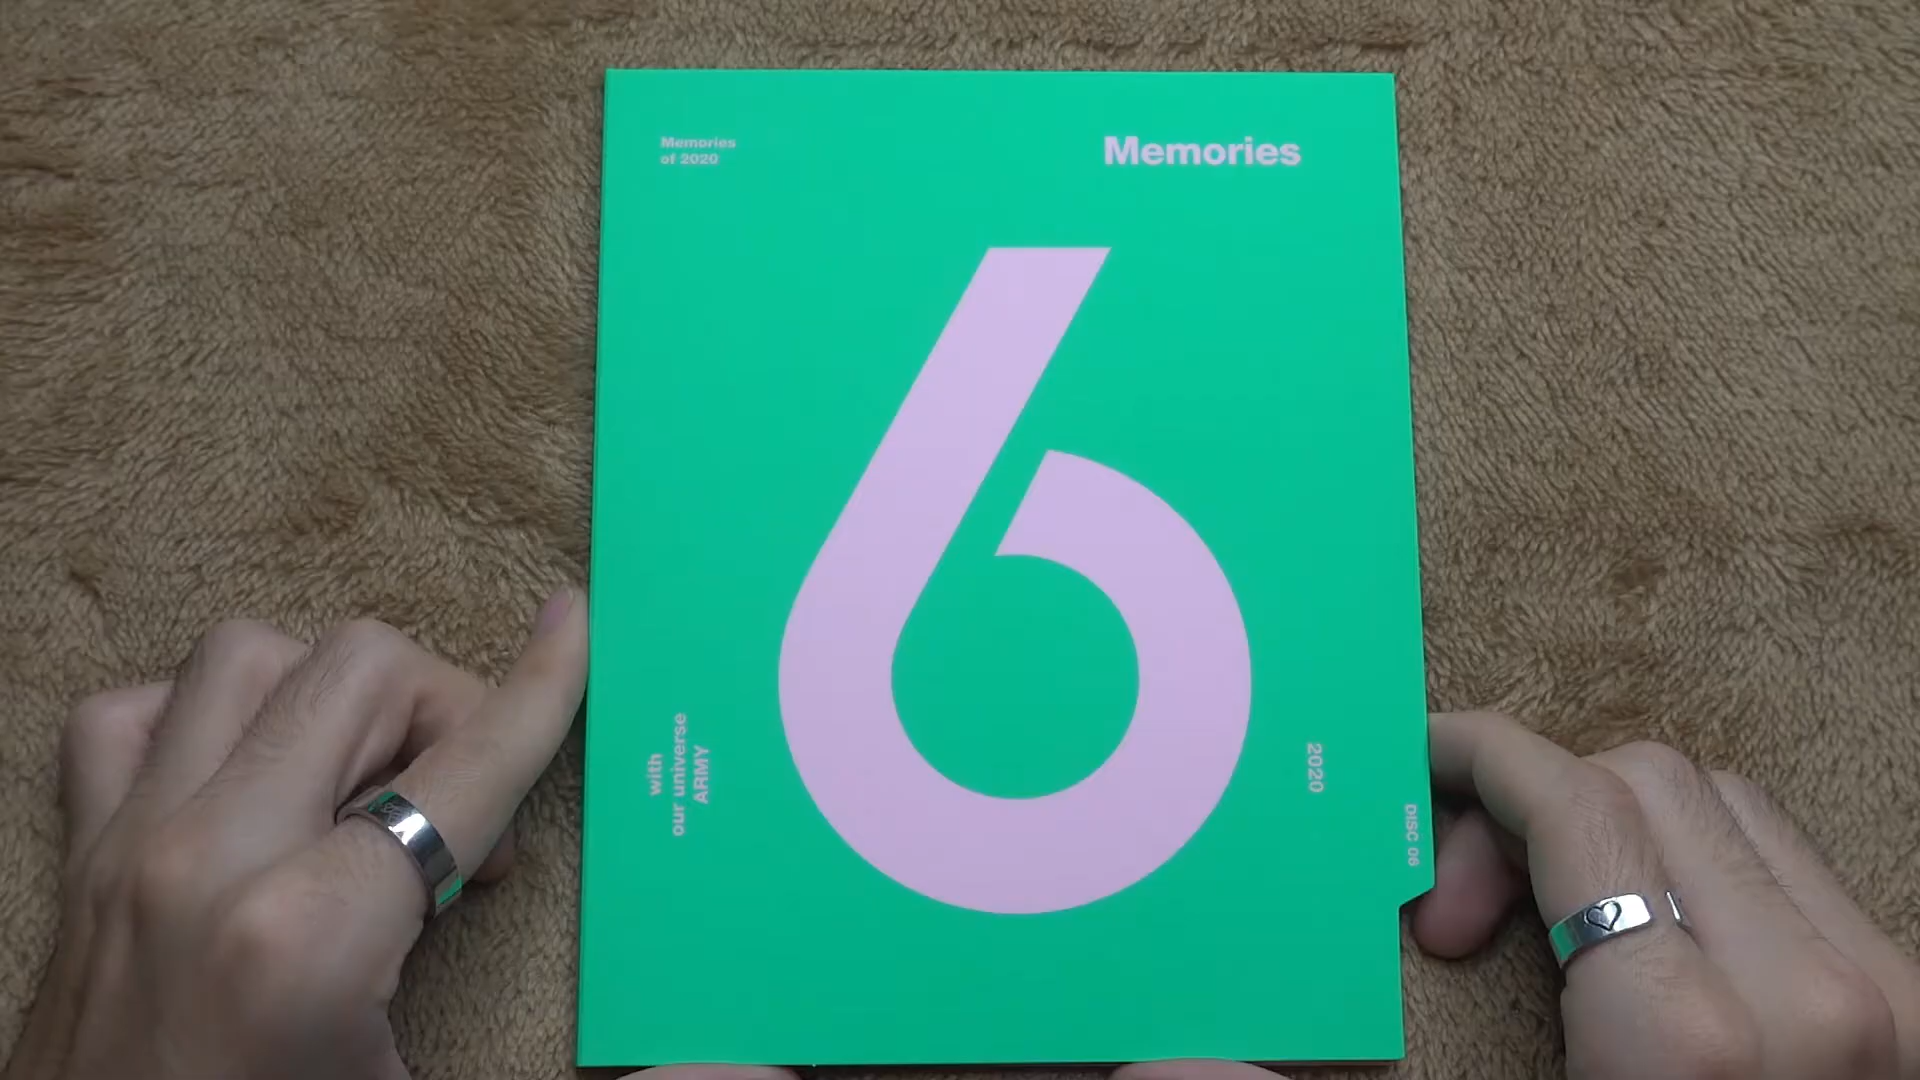 Memories
of 2020
Memories
6
with
our universe
ARMY
2020
DISC 06